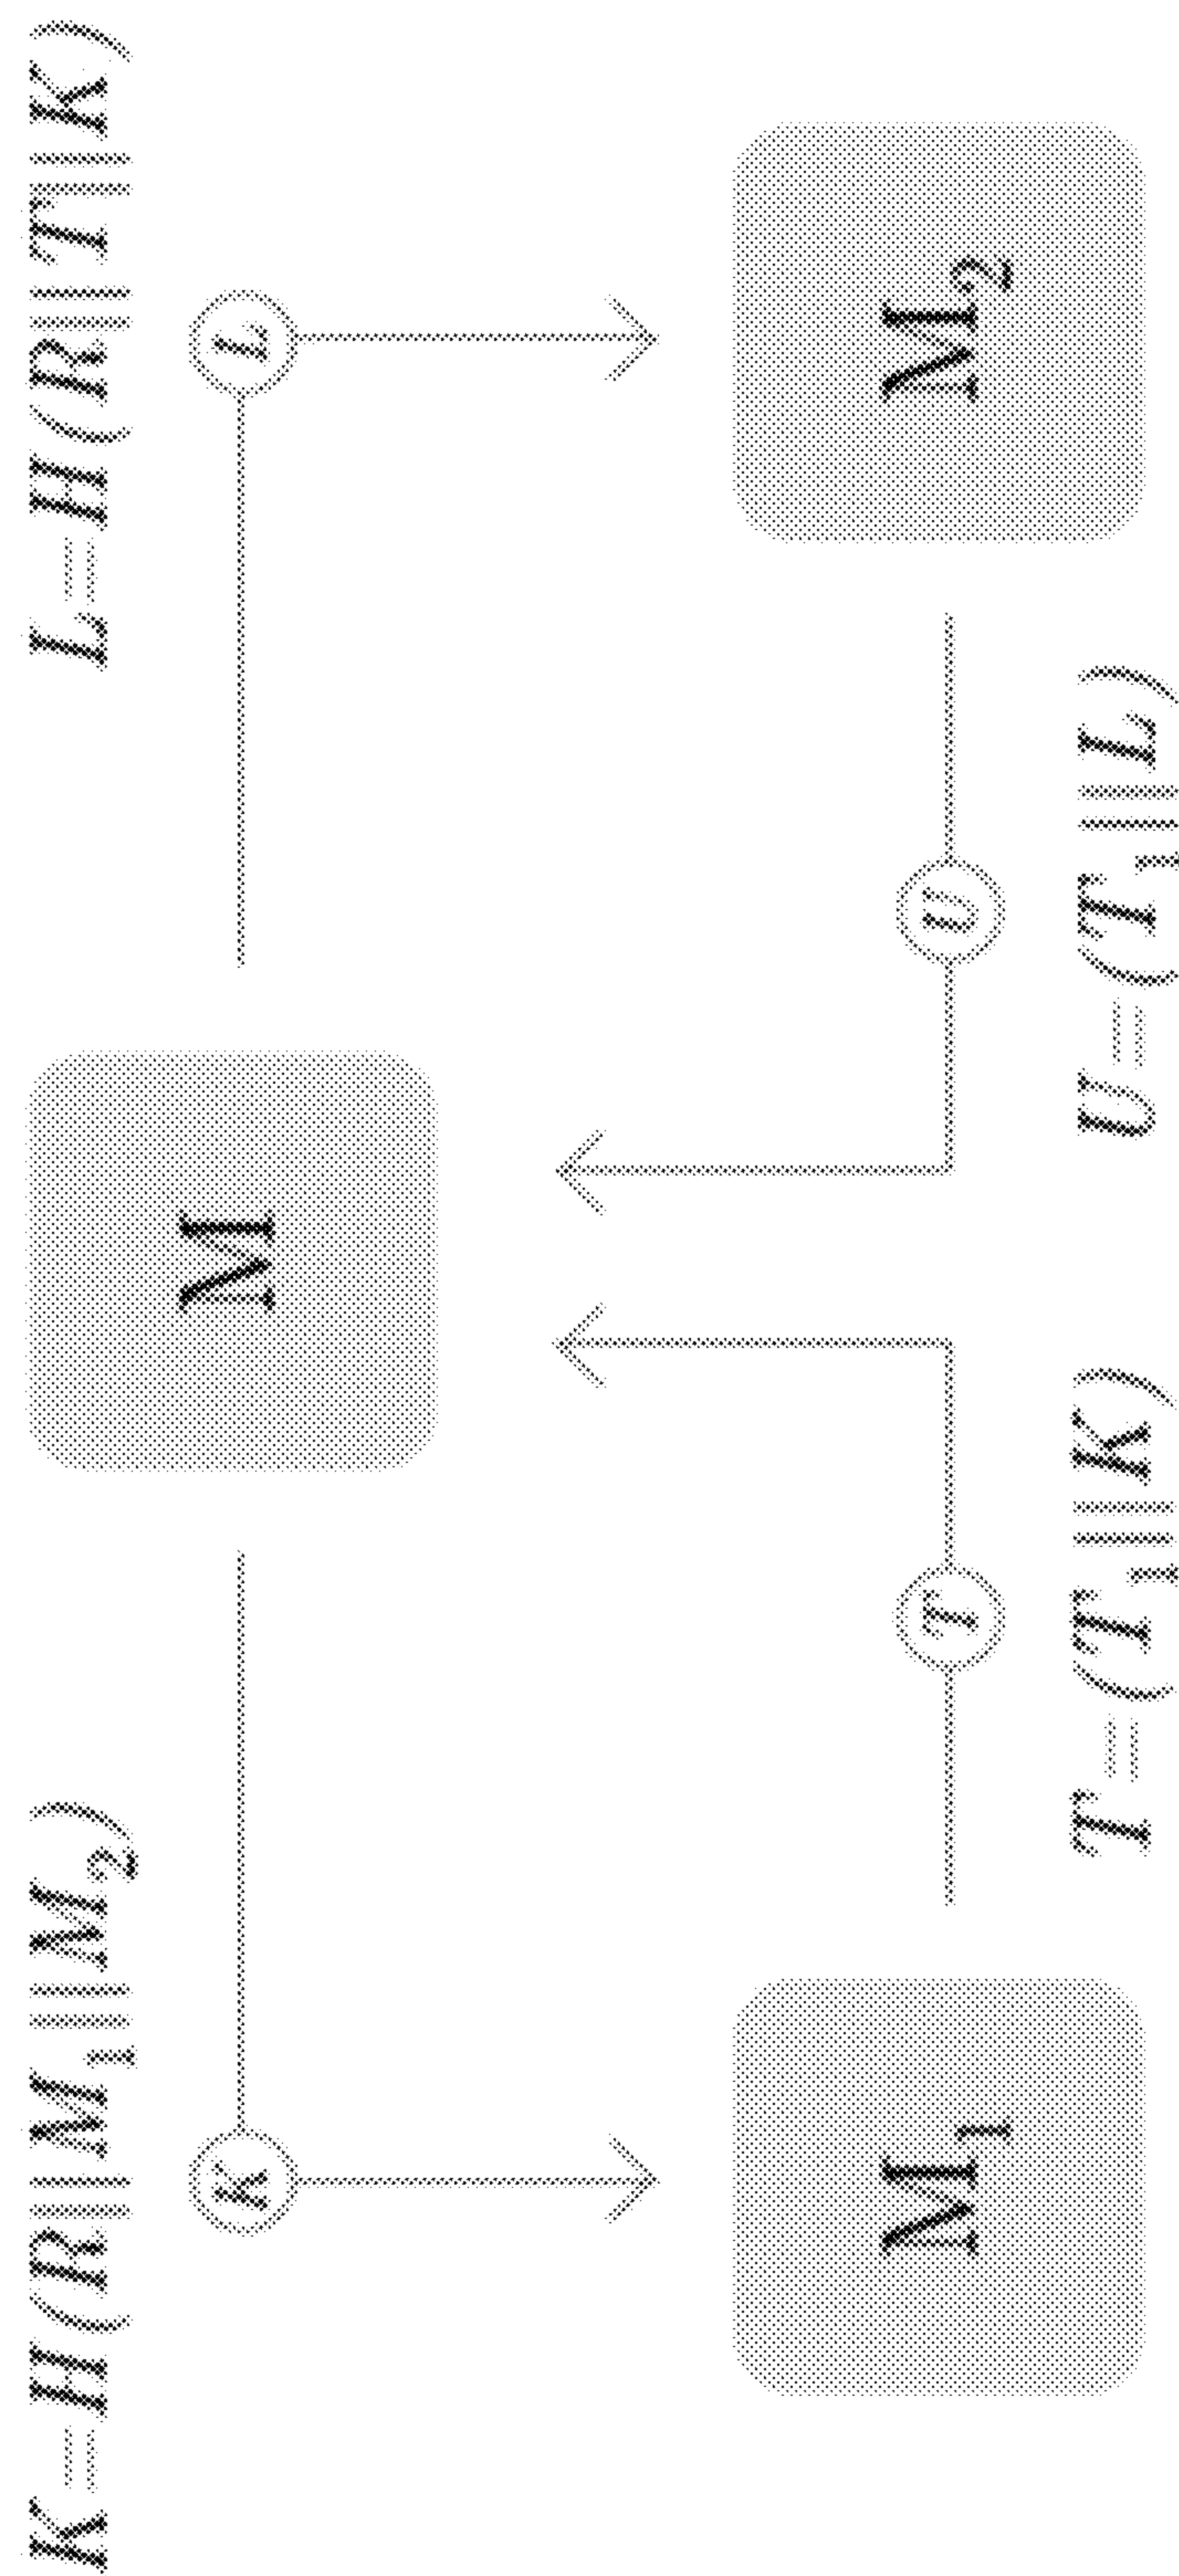 K=H(R||M₁||M₂)
L=H(R||T||K)
K
M
L
M₁
T
U
M₂
T=(T₁||K)
U=(T₁||L)